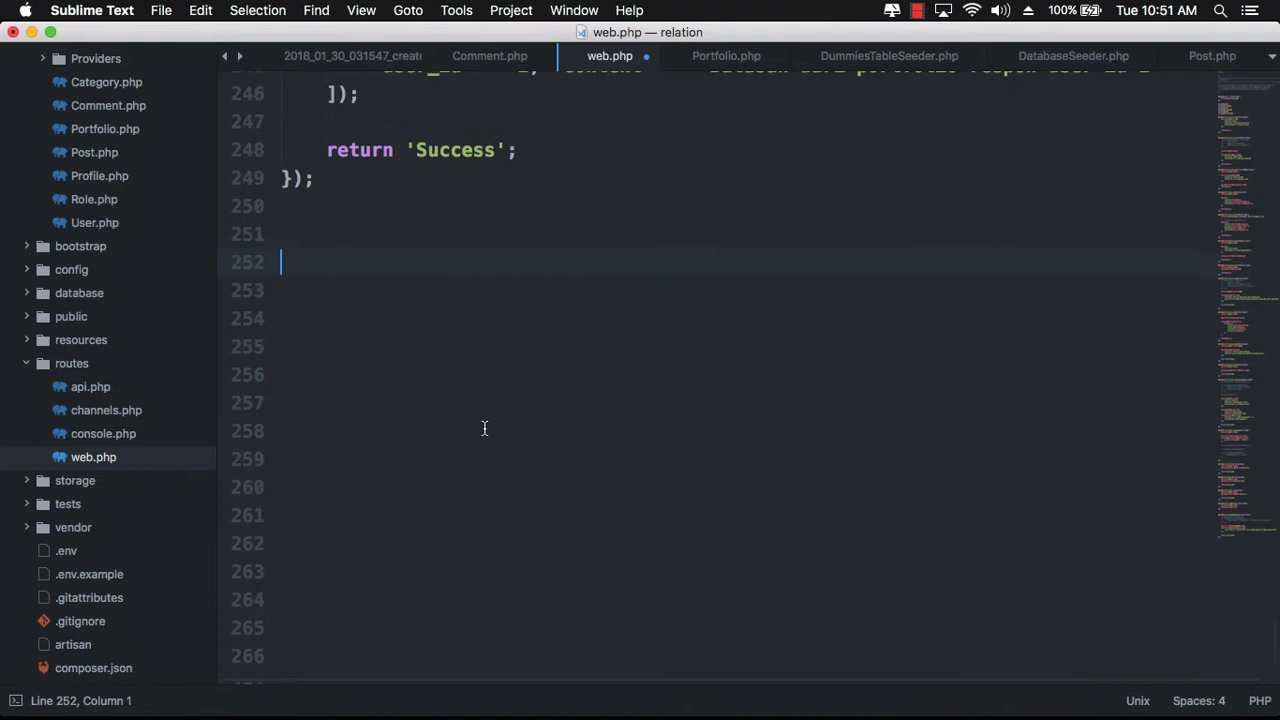 Sublime Text File Edit Selection Find View Goto Tools Project Window Help 100% Tue 10:51 AM
web.php — relation
2018_01_30_031547_create Comment.php web.php Portfolio.php DummiesTableSeeder.php DatabaseSeeder.php Post.php
Providers
Category.php
Comment.php
Portfolio.php
Post.php
Profile.php
Role.php
User.php
bootstrap
config
database
public
resources
routes
api.php
channels.php
console.php
web.php
storage
tests
vendor
.env
.env.example
.gitattributes
.gitignore
artisan
composer.json
246 ]);
247
248 return 'Success';
249 });
250
251
252
253
254
255
256
257
258
259
260
261
262
263
264
265
266
Line 252, Column 1 Unix Spaces: 4 PHP